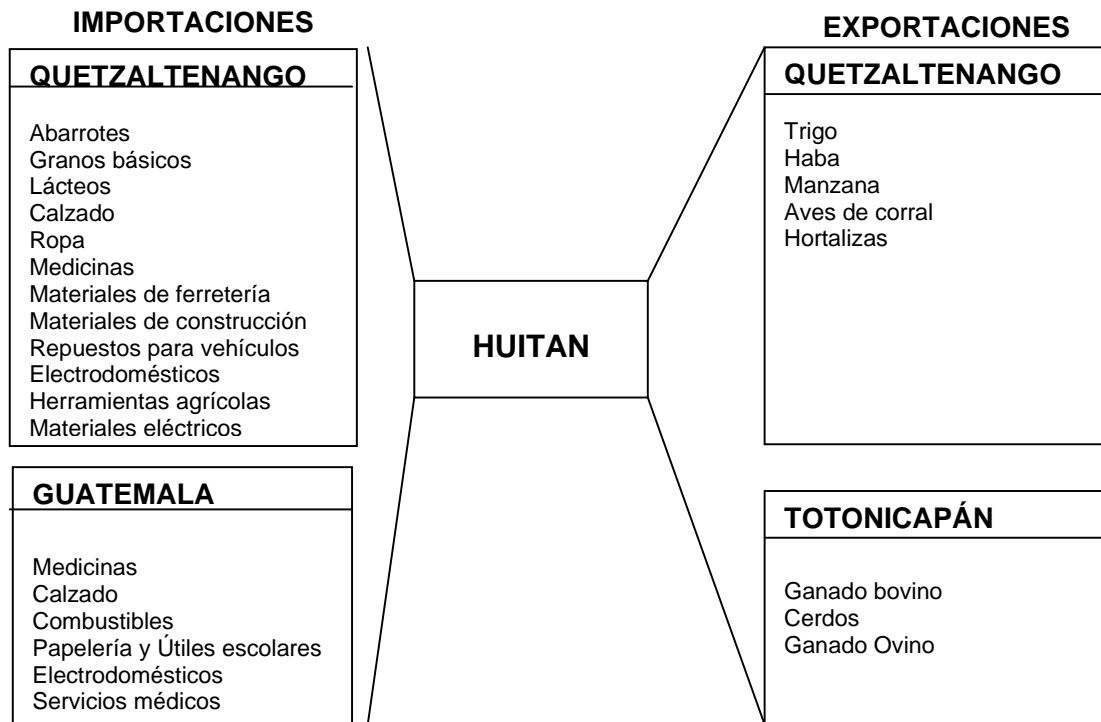 IMPORTACIONES
QUETZALTENANGO
Abarrotes
Granos básicos
Lácteos
Calzado
Ropa
Medicinas
Materiales de ferretería
Materiales de construcción
Repuestos para vehículos
Electrodomésticos
Herramientas agrícolas
Materiales eléctricos
GUATEMALA
Medicinas
Calzado
Combustibles
Papelería y Útiles escolares
Electrodomésticos
Servicios médicos
HUITAN
EXPORTACIONES
QUETZALTENANGO
Trigo
Haba
Manzana
Aves de corral
Hortalizas
TOTONICAPÁN
Ganado bovino
Cerdos
Ganado Ovino